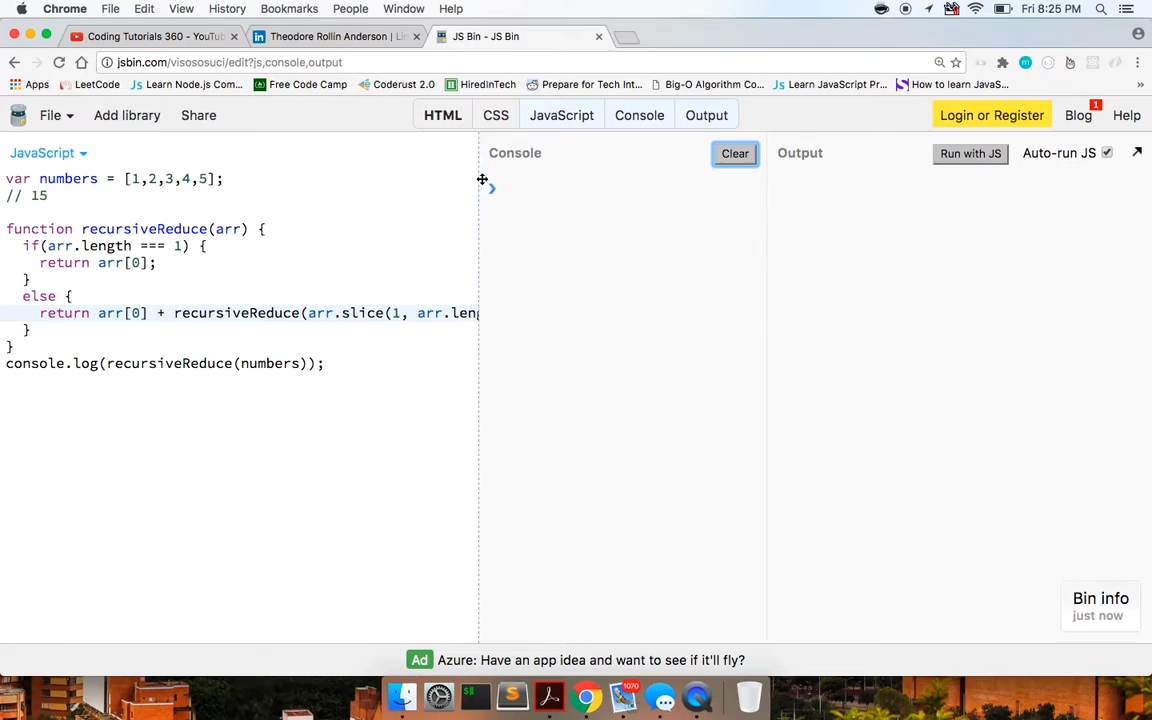 Chrome File Edit View History Bookmarks People Window Help Fri 8:25 PM
Coding Tutorials 360 - YouTub Theodore Rollin Anderson | Lin JS Bin - JS Bin
jsbin.com/visososuci/edit?js,console,output
Apps LeetCode Learn Node.js Com... Free Code Camp Coderust 2.0 HiredInTech Prepare for Tech Int... Big-O Algorithm Co... Learn JavaScript Pr... How to learn JavaS...
File Add library Share HTML CSS JavaScript Console Output Login or Register Blog 1 Help
JavaScript Console Clear Output Run with JS Auto-run JS
var numbers = [1,2,3,4,5];
// 15
function recursiveReduce(arr) {
if(arr.length === 1) {
return arr[0];
}
else {
return arr[0] + recursiveReduce(arr.slice(1, arr.leng
}
}
console.log(recursiveReduce(numbers));
Bin info
just now
Ad Azure: Have an app idea and want to see if it'll fly?
1070